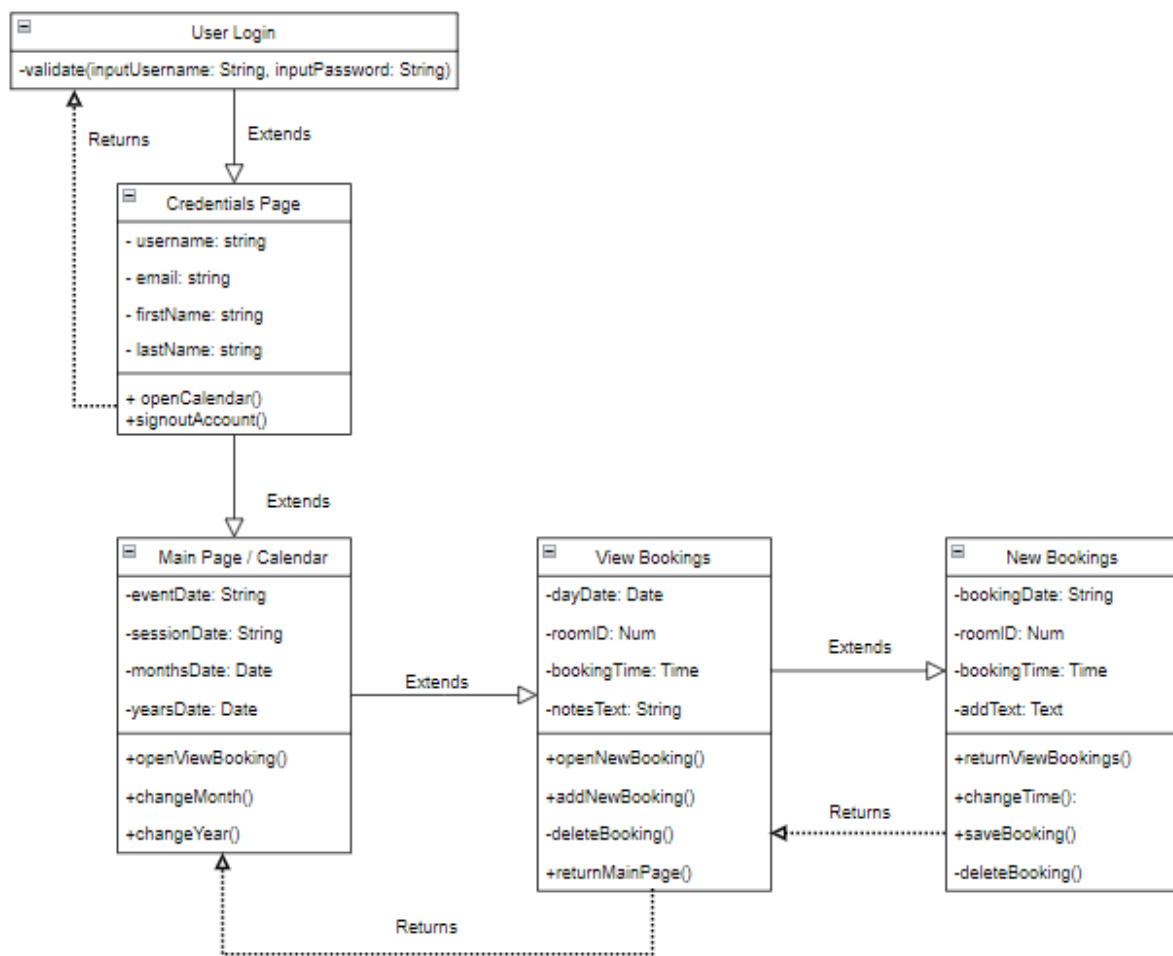 User Login
-validate(inputUsername: String, inputPassword: String)
Returns
Extends
Credentials Page
- username: string
- email: string
- firstName: string
- lastName: string
+ openCalendar()
+signoutAccount()
Extends
Main Page / Calendar
-eventDate: String
-sessionDate: String
-monthsDate: Date
-yearsDate: Date
+openViewBooking()
+changeMonth()
+changeYear()
Extends
View Bookings
-dayDate: Date
-roomID: Num
-bookingTime: Time
-notesText: String
+openNewBooking()
+addNewBooking()
-deleteBooking()
+returnMainPage()
Extends
New Bookings
-bookingDate: String
-roomID: Num
-bookingTime: Time
-addText: Text
+returnViewBookings()
+changeTime():
+saveBooking()
-deleteBooking()
Returns
Returns